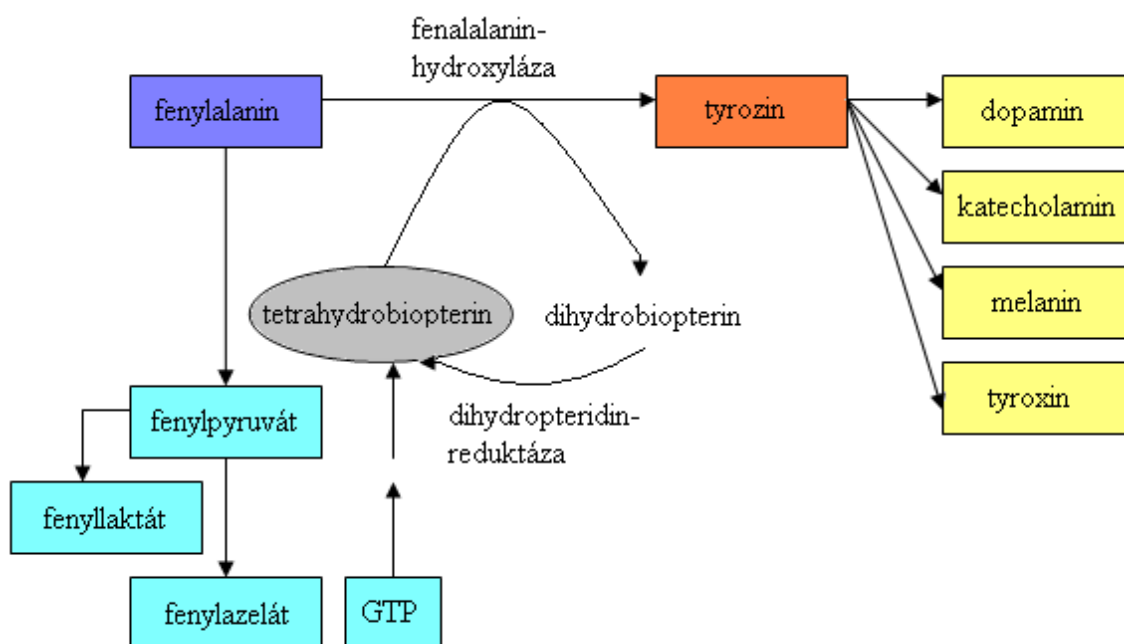 fenalalanin-
hydroxyláza
fenylalanin
tyrozin
dopamin
katecholamin
tetrahydrobiopterin
dihydrobiopterin
melanin
tyroxin
fenylpyruvát
dihydropteridin-
reduktáza
fenyllaktát
fenylazelát
GTP